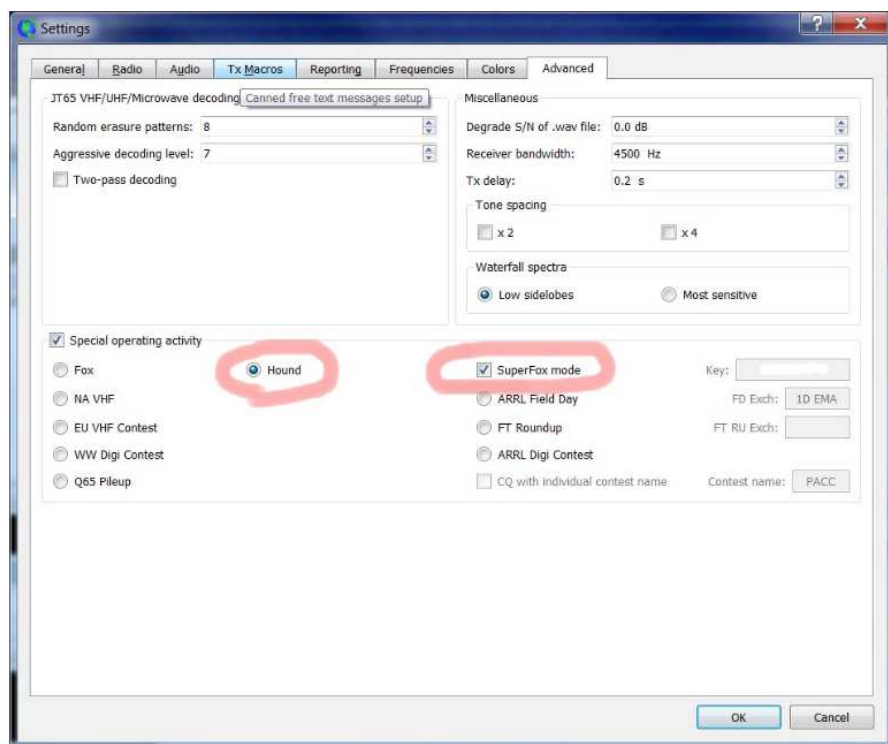 Settings
General Radio Audio Tx Macros Reporting Frequencies Colors Advanced
JT65 VHF/UHF/Microwave decoding
Canned free text messages setup
Random erasure patterns: 8
Aggressive decoding level: 7
Two-pass decoding
Miscellaneous
Degrade S/N of .wav file: 0.0 dB
Receiver bandwidth: 4500 Hz
Tx delay: 0.2 s
Tone spacing
x 2 x 4
Waterfall spectra
Low sidelobes Most sensitive
Special operating activity
Fox Hound SuperFox mode Key:
NA VHF ARRL Field Day FD Exch: 1D EMA
EU VHF Contest FT Roundup FT RU Exch:
WW Digi Contest ARRL Digi Contest
Q65 Pileup CQ with individual contest name Contest name: PACC
OK Cancel